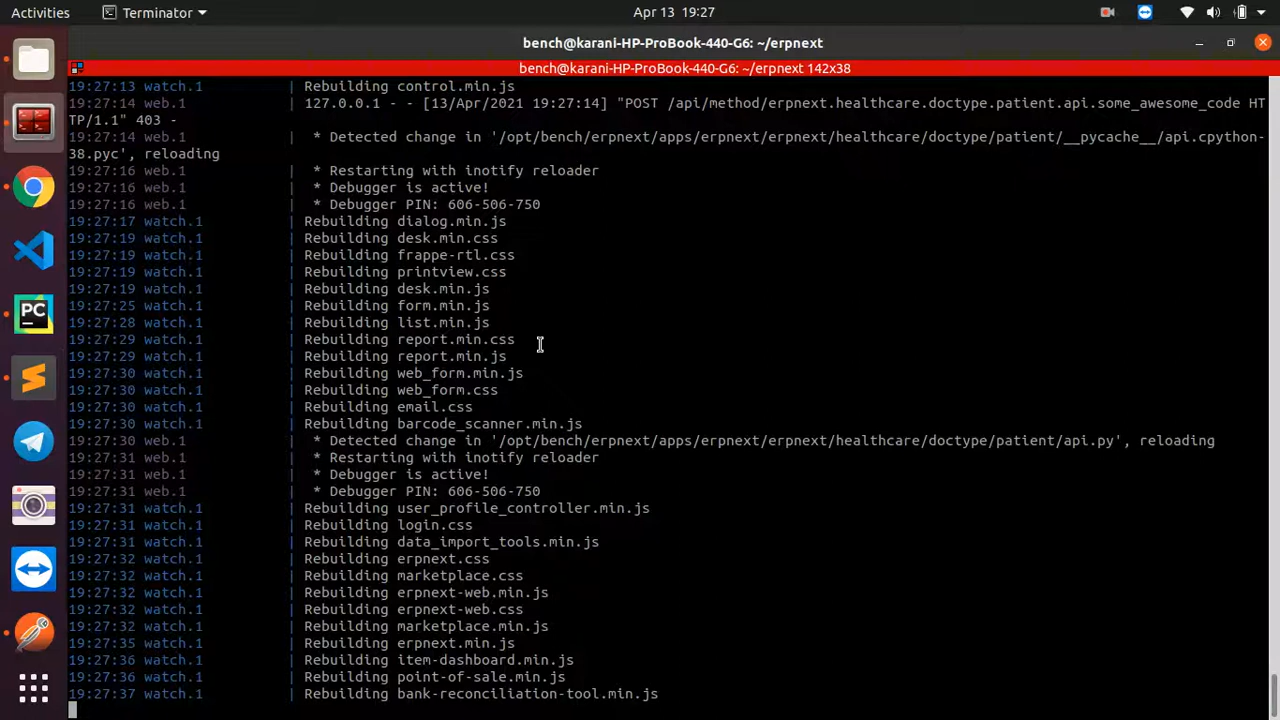 Activities Terminator Apr 13 19:27
bench@karani-HP-ProBook-440-G6: ~/erpnext
bench@karani-HP-ProBook-440-G6: ~/erpnext 142x38
19:27:13 watch.1 | Rebuilding control.min.js
19:27:14 web.1 | 127.0.0.1 - - [13/Apr/2021 19:27:14] "POST /api/method/erpnext.healthcare.doctype.patient.api.some_awesome_code HT
TP/1.1" 403 -
19:27:14 web.1 | * Detected change in '/opt/bench/erpnext/apps/erpnext/erpnext/healthcare/doctype/patient/__pycache__/api.cpython-
38.pyc', reloading
19:27:16 web.1 | * Restarting with inotify reloader
19:27:16 web.1 | * Debugger is active!
19:27:16 web.1 | * Debugger PIN: 606-506-750
19:27:17 watch.1 | Rebuilding dialog.min.js
19:27:19 watch.1 | Rebuilding desk.min.css
19:27:19 watch.1 | Rebuilding frappe-rtl.css
19:27:19 watch.1 | Rebuilding printview.css
19:27:19 watch.1 | Rebuilding desk.min.js
19:27:25 watch.1 | Rebuilding form.min.js
19:27:28 watch.1 | Rebuilding list.min.js
19:27:29 watch.1 | Rebuilding report.min.css
19:27:29 watch.1 | Rebuilding report.min.js
19:27:30 watch.1 | Rebuilding web_form.min.js
19:27:30 watch.1 | Rebuilding web_form.css
19:27:30 watch.1 | Rebuilding email.css
19:27:30 watch.1 | Rebuilding barcode_scanner.min.js
19:27:30 web.1 | * Detected change in '/opt/bench/erpnext/apps/erpnext/erpnext/healthcare/doctype/patient/api.py', reloading
19:27:31 web.1 | * Restarting with inotify reloader
19:27:31 web.1 | * Debugger is active!
19:27:31 web.1 | * Debugger PIN: 606-506-750
19:27:31 watch.1 | Rebuilding user_profile_controller.min.js
19:27:31 watch.1 | Rebuilding login.css
19:27:31 watch.1 | Rebuilding data_import_tools.min.js
19:27:32 watch.1 | Rebuilding erpnext.css
19:27:32 watch.1 | Rebuilding marketplace.css
19:27:32 watch.1 | Rebuilding erpnext-web.min.js
19:27:32 watch.1 | Rebuilding erpnext-web.css
19:27:32 watch.1 | Rebuilding marketplace.min.js
19:27:35 watch.1 | Rebuilding erpnext.min.js
19:27:36 watch.1 | Rebuilding item-dashboard.min.js
19:27:36 watch.1 | Rebuilding point-of-sale.min.js
19:27:37 watch.1 | Rebuilding bank-reconciliation-tool.min.js
PC